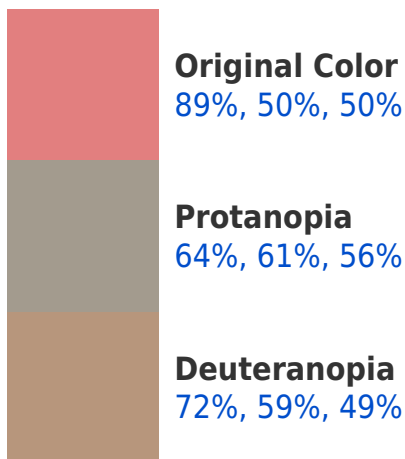 Original Color
89%, 50%, 50%
Protanopia
64%, 61%, 56%
Deuteranopia
72%, 59%, 49%